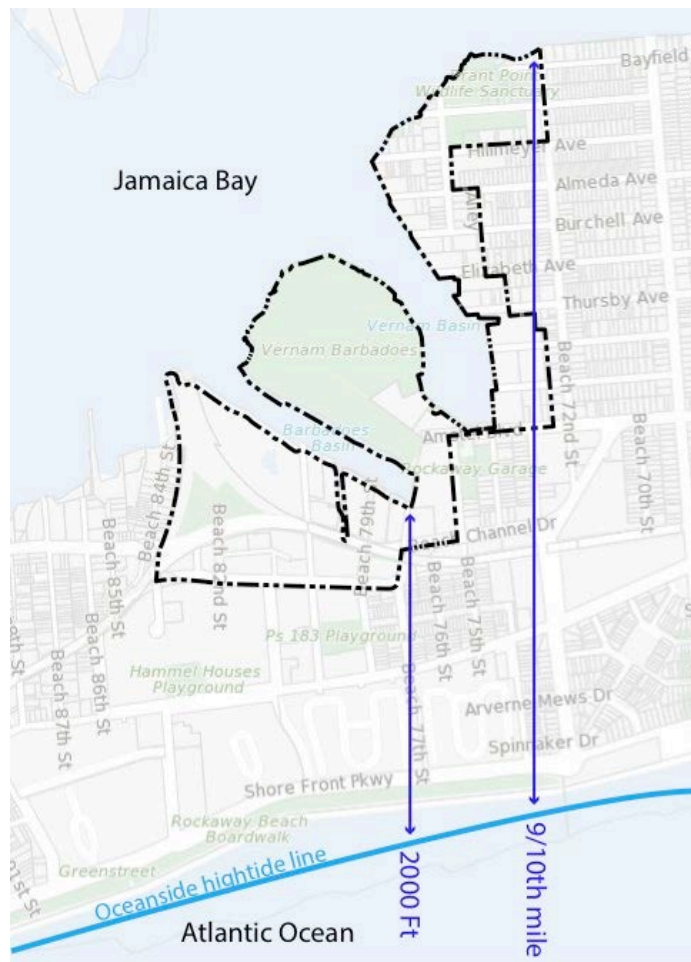 Bayfield
Brant Point
Wildlife Sanctuary
Hillmeyer Ave
Jamaica Bay
Almeda Ave
Alley
Burchell Ave
Elizabeth Ave
Thursby Ave
Vernam Basin
Vernam Barbadoes
Beach 72nd St
Barbadoes
Basin
Amstel Blvd
Rockaway Garage
Beach 70th St
Beach 84th St
Beach 79th St
Beach Channel Dr
Beach 85th St
Beach 82nd St
Beach 76th St
Beach 75th St
Ps 183 Playground
Hammel Houses
Playground
Beach 86th St
Beach 87th St
Beach 77th St
Arverne Mews Dr
Spinnaker Dr
Shore Front Pkwy
Rockaway Beach
Boardwalk
Greenstreet
Oceanside hightide line
2000 Ft
9/10th mile
Atlantic Ocean